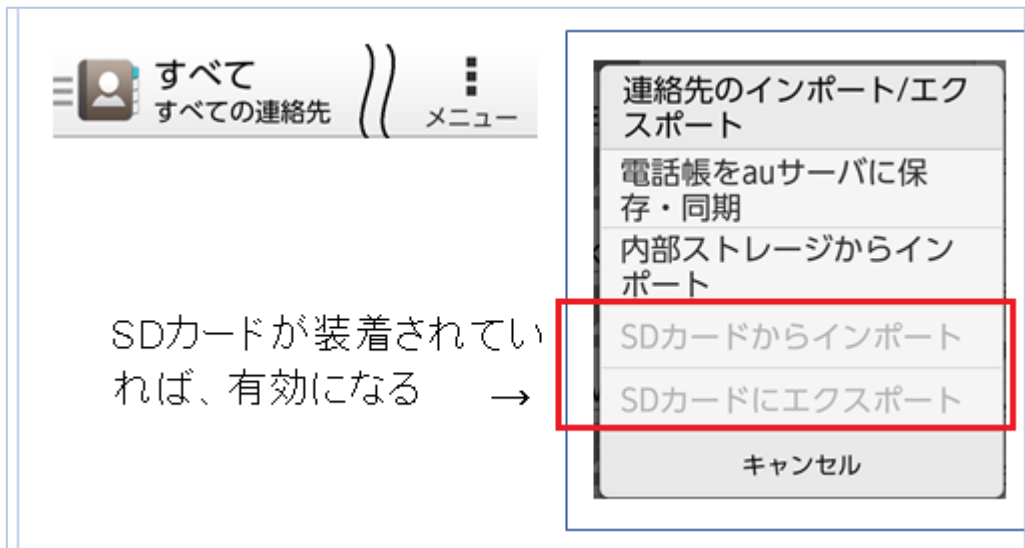 すべて
すべての連絡先
メニュー
SDカードが装着されてい
れば、有効になる →
連絡先のインポート/エク
スポート
電話帳をauサーバに保
存・同期
内部ストレージからイン
ポート
SDカードからインポート
SDカードにエクスポート
キャンセル